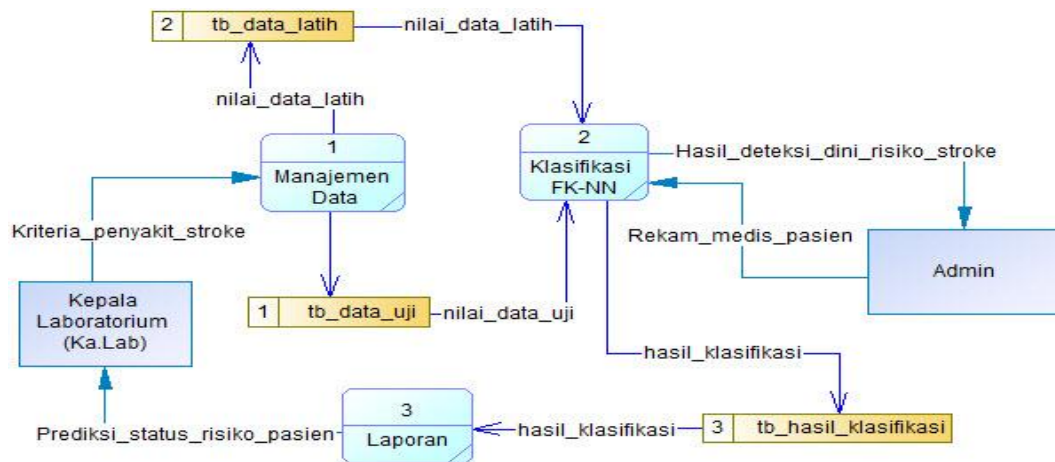 2 tb_data_latih
nilai_data_latih
nilai_data_latih
1
Manajemen
Data
2
Klasifikasi
FK-NN
Hasil_deteksi_dini_risiko_stroke
Kriteria_penyakit_stroke
Rekam_medis_pasien
Admin
Kepala
Laboratorium
(Ka.Lab)
1 tb_data_uji
nilai_data_uji
hasil_klasifikasi
3
Laporan
Prediksi_status_risiko_pasien
hasil_klasifikasi
3 tb_hasil_klasifikasi